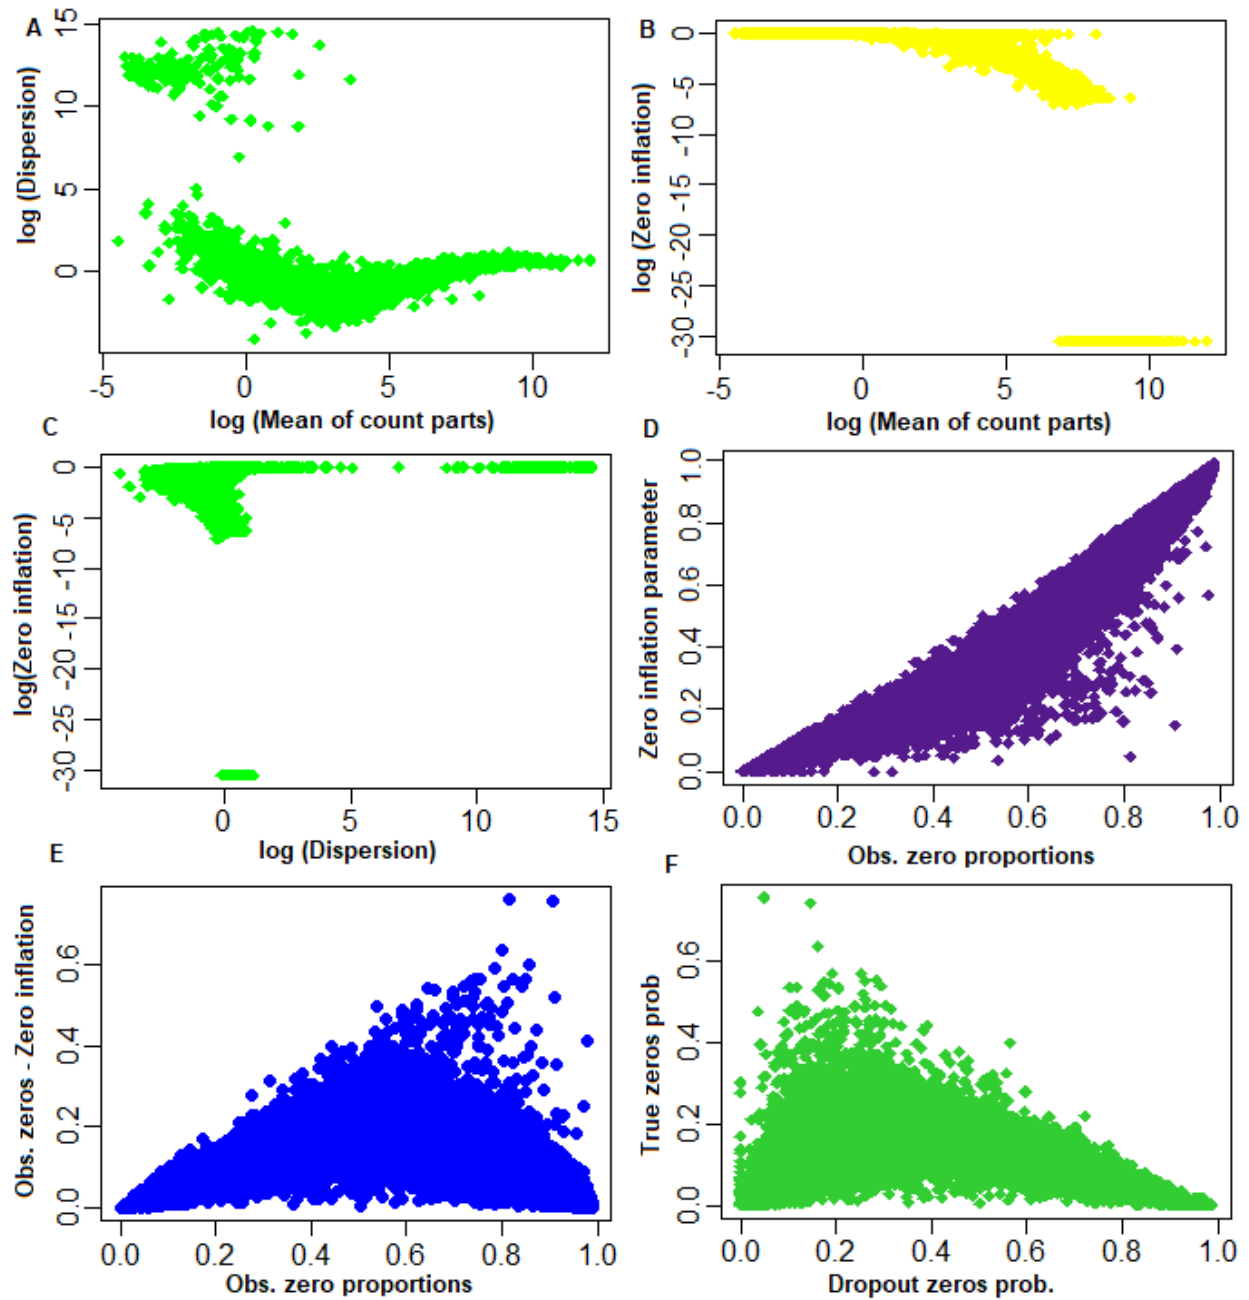 A
B
15
10
5
0
-5 0 5 10
log (Dispersion)
log (Mean of count parts)
0
-5
-10
-15
-20
-25
-30
-5 0 5 10
log (Zero inflation)
log (Mean of count parts)
C
D
0
-5
-10
-15
-20
-25
-30
0 5 10 15
log(Zero inflation)
log (Dispersion)
1.0
0.8
0.6
0.4
0.2
0.0
0.0 0.2 0.4 0.6 0.8 1.0
Zero inflation parameter
Obs. zero proportions
E
F
0.6
0.4
0.2
0.0
0.0 0.2 0.4 0.6 0.8 1.0
Obs. zeros - Zero inflation
Obs. zero proportions
0.6
0.4
0.2
0.0
0.0 0.2 0.4 0.6 0.8 1.0
True zeros prob
Dropout zeros prob.